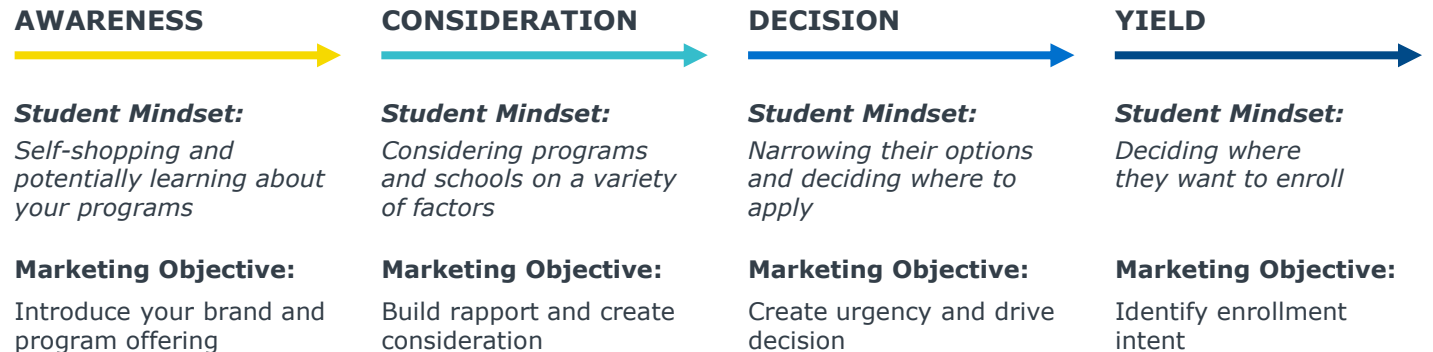 AWARENESS
Student Mindset:
Self-shopping and
potentially learning about
your programs
Marketing Objective:
Introduce your brand and
program offering
CONSIDERATION
Student Mindset:
Considering programs
and schools on a variety
of factors
Marketing Objective:
Build rapport and create
consideration
DECISION
Student Mindset:
Narrowing their options
and deciding where to
apply
Marketing Objective:
Create urgency and drive
decision
YIELD
Student Mindset:
Deciding where
they want to enroll
Marketing Objective:
Identify enrollment
intent